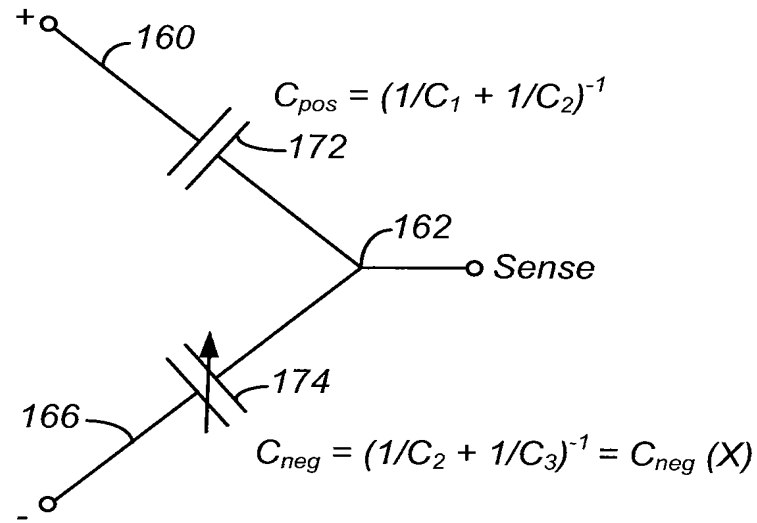 +
160
C_pos = (1/C_1 + 1/C_2)^-1
172
162
Sense
174
166
C_neg = (1/C_2 + 1/C_3)^-1 = C_neg (X)
-